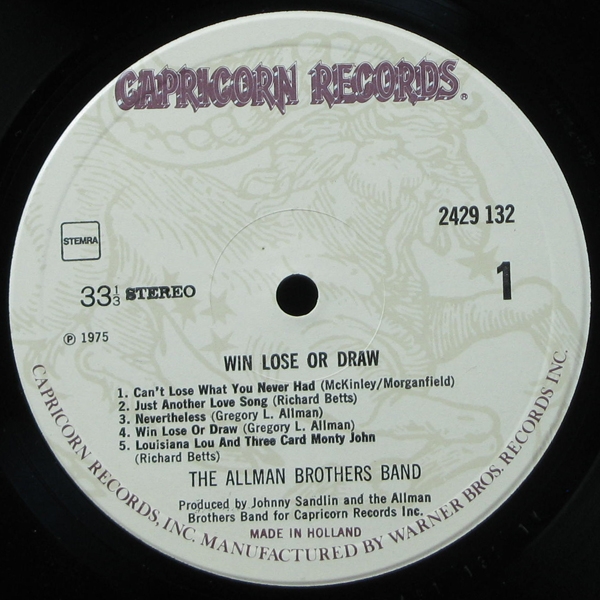 CAPRICORN RECORDS®
2429 132
STEMRA
33⅓ STEREO
1
℗ 1975
WIN LOSE OR DRAW
1. Can't Lose What You Never Had (McKinley/Morganfield)
2. Just Another Love Song (Richard Betts)
3. Nevertheless (Gregory L. Allman)
4. Win Lose Or Draw (Gregory L. Allman)
5. Louisiana Lou And Three Card Monty John
(Richard Betts)
THE ALLMAN BROTHERS BAND
Produced by Johnny Sandlin and the Allman
Brothers Band for Capricorn Records Inc.
MADE IN HOLLAND
CAPRICORN RECORDS, INC. MANUFACTURED BY WARNER BROS. RECORDS INC.